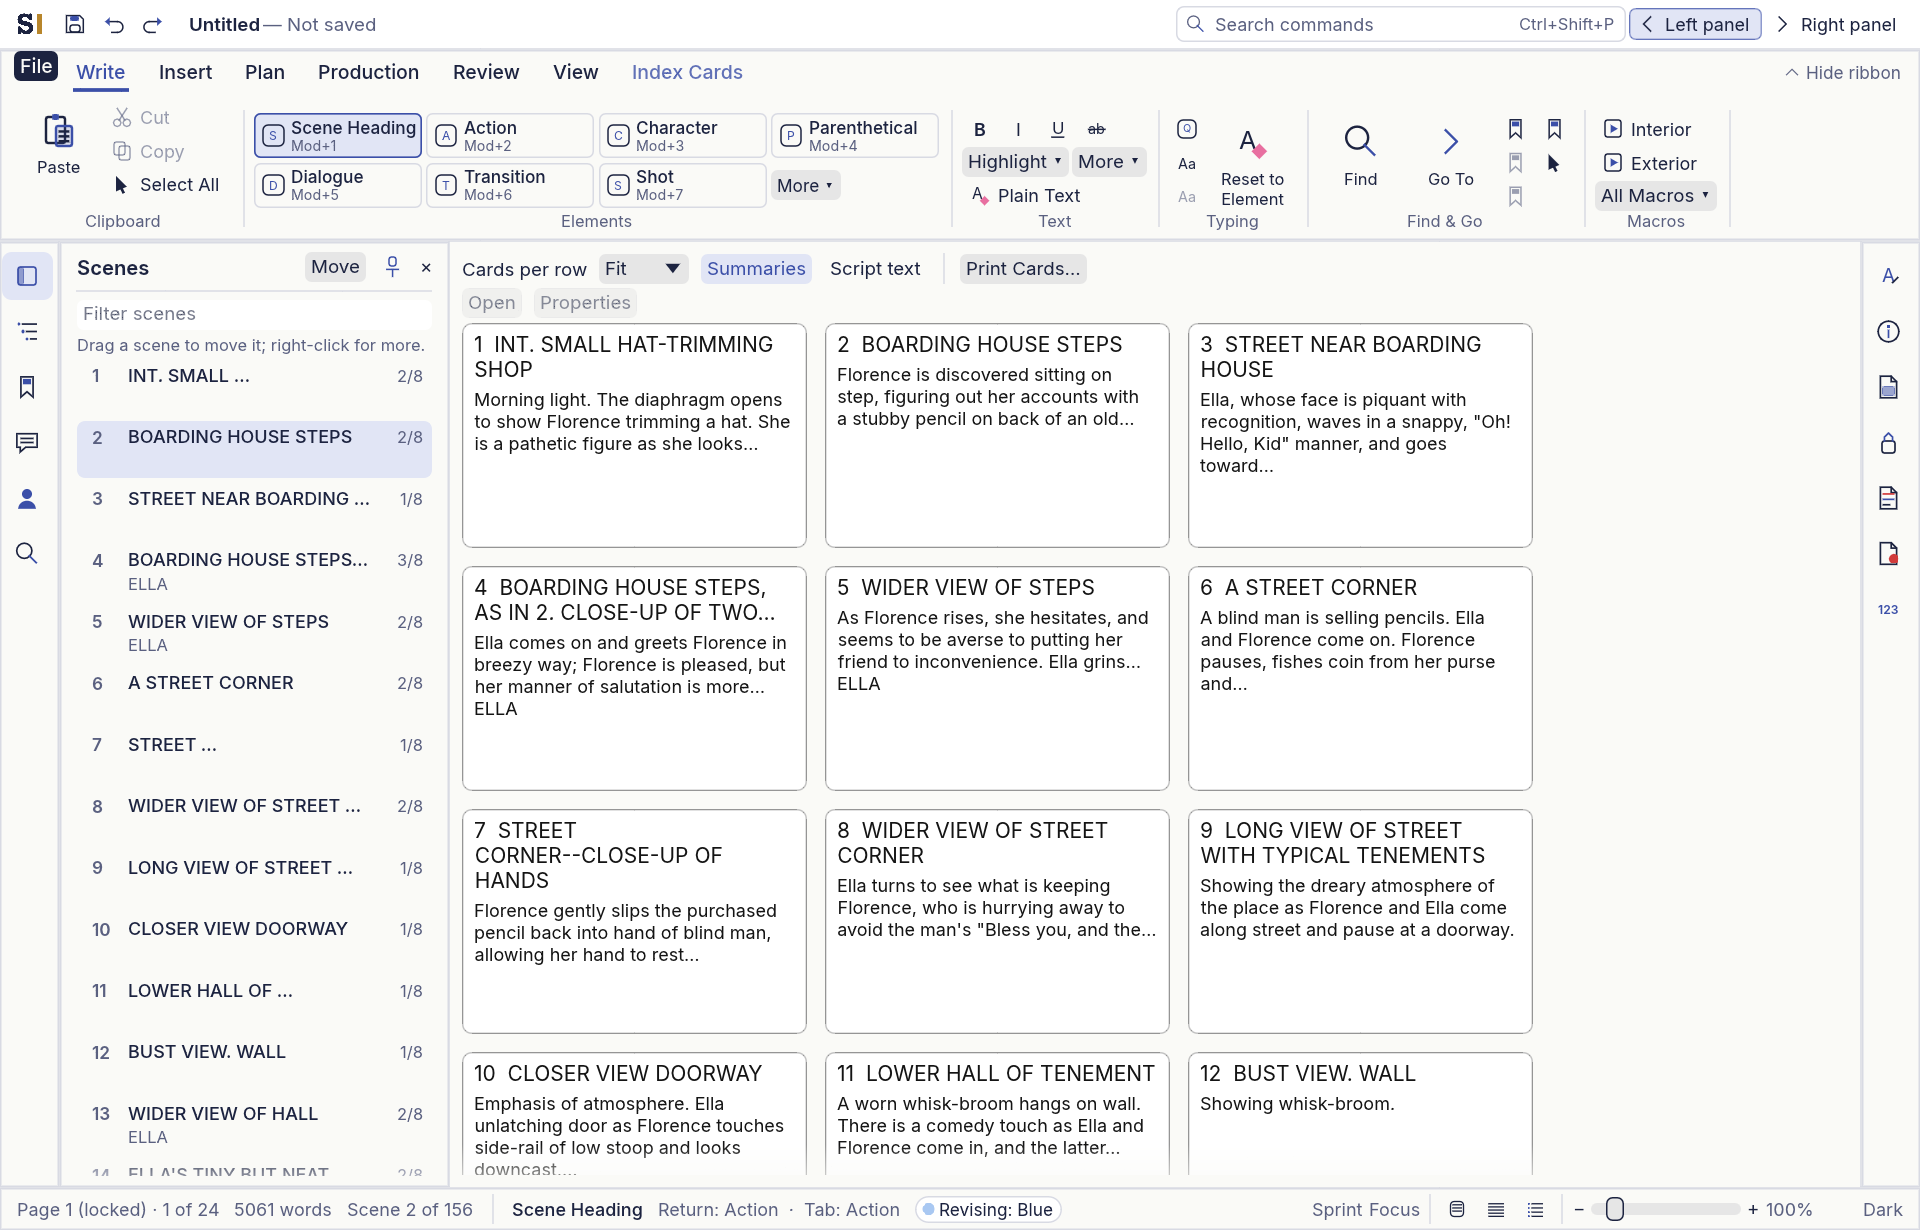 SI Untitled — Not saved Search commands Ctrl+Shift+P Left panel Right panel
File Write Insert Plan Production Review View Index Cards Hide ribbon
Paste
Cut
Copy
Select All
Clipboard
S Scene Heading Mod+1
A Action Mod+2
C Character Mod+3
P Parenthetical Mod+4
D Dialogue Mod+5
T Transition Mod+6
S Shot Mod+7
More
Elements
B I U ab
Highlight More
A Plain Text
Text
Q
Aa
Aa
A Reset to
Element
Typing
Find
Go To
Find & Go
Interior
Exterior
All Macros
Macros
Scenes Move ×
Filter scenes
Drag a scene to move it; right-click for more.
1 INT. SMALL ... 2/8
2 BOARDING HOUSE STEPS 2/8
3 STREET NEAR BOARDING ... 1/8
4 BOARDING HOUSE STEPS... 3/8
ELLA
5 WIDER VIEW OF STEPS 2/8
ELLA
6 A STREET CORNER 2/8
7 STREET ... 1/8
8 WIDER VIEW OF STREET ... 2/8
9 LONG VIEW OF STREET ... 1/8
10 CLOSER VIEW DOORWAY 1/8
11 LOWER HALL OF ... 1/8
12 BUST VIEW. WALL 1/8
13 WIDER VIEW OF HALL 2/8
ELLA
14 ELLA'S TINY BUT NEAT 2/8
Cards per row Fit Summaries Script text Print Cards...
Open Properties
1 INT. SMALL HAT-TRIMMING
SHOP
Morning light. The diaphragm opens
to show Florence trimming a hat. She
is a pathetic figure as she looks...
2 BOARDING HOUSE STEPS
Florence is discovered sitting on
step, figuring out her accounts with
a stubby pencil on back of an old...
3 STREET NEAR BOARDING
HOUSE
Ella, whose face is piquant with
recognition, waves in a snappy, "Oh!
Hello, Kid" manner, and goes
toward...
4 BOARDING HOUSE STEPS,
AS IN 2. CLOSE-UP OF TWO...
Ella comes on and greets Florence in
breezy way; Florence is pleased, but
her manner of salutation is more...
ELLA
5 WIDER VIEW OF STEPS
As Florence rises, she hesitates, and
seems to be averse to putting her
friend to inconvenience. Ella grins...
ELLA
6 A STREET CORNER
A blind man is selling pencils. Ella
and Florence come on. Florence
pauses, fishes coin from her purse
and...
7 STREET
CORNER--CLOSE-UP OF
HANDS
Florence gently slips the purchased
pencil back into hand of blind man,
allowing her hand to rest...
8 WIDER VIEW OF STREET
CORNER
Ella turns to see what is keeping
Florence, who is hurrying away to
avoid the man's "Bless you, and the...
9 LONG VIEW OF STREET
WITH TYPICAL TENEMENTS
Showing the dreary atmosphere of
the place as Florence and Ella come
along street and pause at a doorway.
10 CLOSER VIEW DOORWAY
Emphasis of atmosphere. Ella
unlatching door as Florence touches
side-rail of low stoop and looks
downcast....
11 LOWER HALL OF TENEMENT
A worn whisk-broom hangs on wall.
There is a comedy touch as Ella and
Florence come in, and the latter...
12 BUST VIEW. WALL
Showing whisk-broom.
A
123
Page 1 (locked) · 1 of 24 5061 words Scene 2 of 156 Scene Heading Return: Action · Tab: Action Revising: Blue Sprint Focus − + 100% Dark